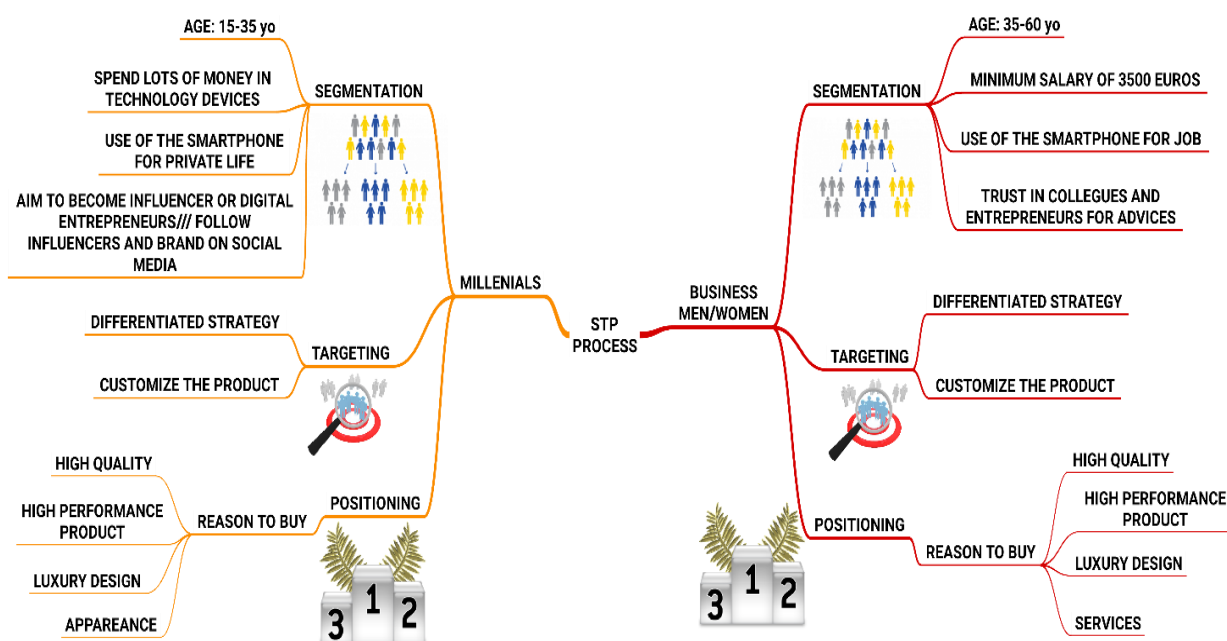 STP
PROCESS
MILLENIALS
SEGMENTATION
AGE: 15-35 yo
SPEND LOTS OF MONEY IN
TECHNOLOGY DEVICES
USE OF THE SMARTPHONE
FOR PRIVATE LIFE
AIM TO BECOME INFLUENCER OR DIGITAL
ENTREPRENEURS/// FOLLOW
INFLUENCERS AND BRAND ON SOCIAL
MEDIA
TARGETING
DIFFERENTIATED STRATEGY
CUSTOMIZE THE PRODUCT
POSITIONING
REASON TO BUY
HIGH QUALITY
HIGH PERFORMANCE
PRODUCT
LUXURY DESIGN
APPAREANCE
3 1 2
BUSINESS
MEN/WOMEN
SEGMENTATION
AGE: 35-60 yo
MINIMUM SALARY OF 3500 EUROS
USE OF THE SMARTPHONE FOR JOB
TRUST IN COLLEGUES AND
ENTREPRENEURS FOR ADVICES
TARGETING
DIFFERENTIATED STRATEGY
CUSTOMIZE THE PRODUCT
POSITIONING
REASON TO BUY
HIGH QUALITY
HIGH PERFORMANCE
PRODUCT
LUXURY DESIGN
SERVICES
3 1 2